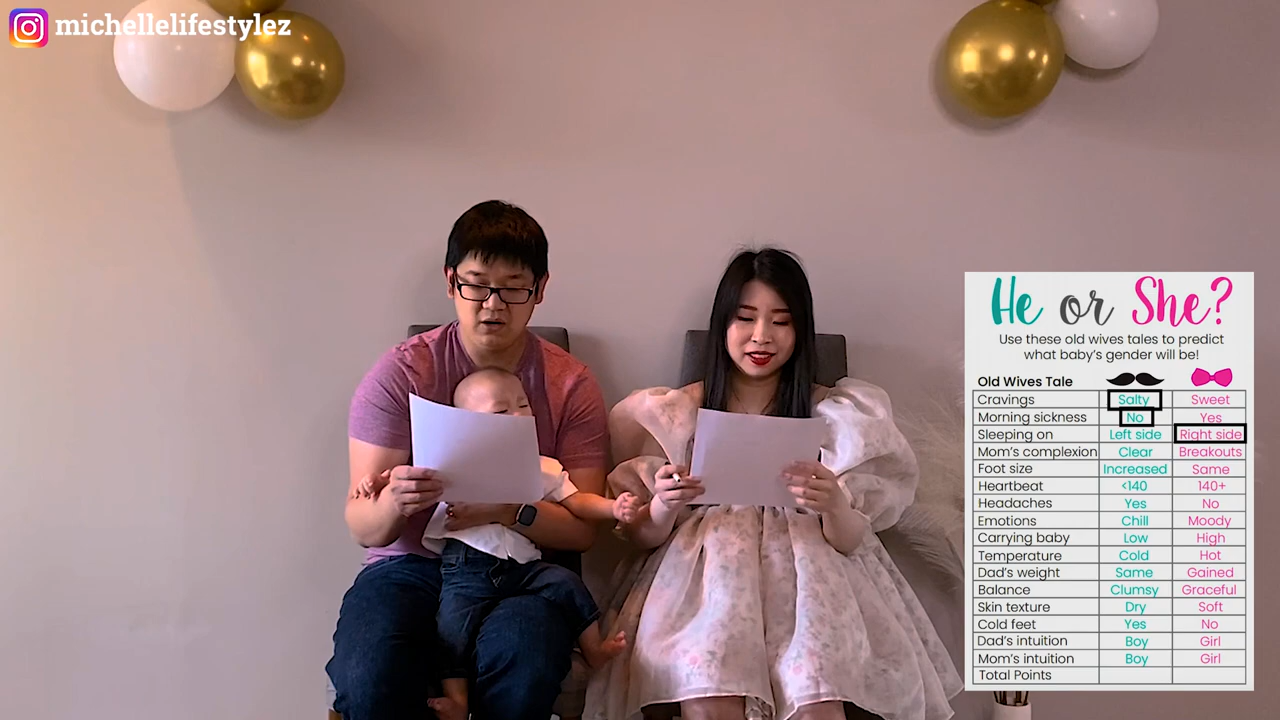 michellelifestylez
He or She?
Use these old wives tales to predict
what baby's gender will be!
Old Wives Tale
Cravings Salty Sweet
Morning sickness No Yes
Sleeping on Left side Right side
Mom's complexion Clear Breakouts
Foot size Increased Same
Heartbeat <140 140+
Headaches Yes No
Emotions Chill Moody
Carrying baby Low High
Temperature Cold Hot
Dad's weight Same Gained
Balance Clumsy Graceful
Skin texture Dry Soft
Cold feet Yes No
Dad's intuition Boy Girl
Mom's intuition Boy Girl
Total Points